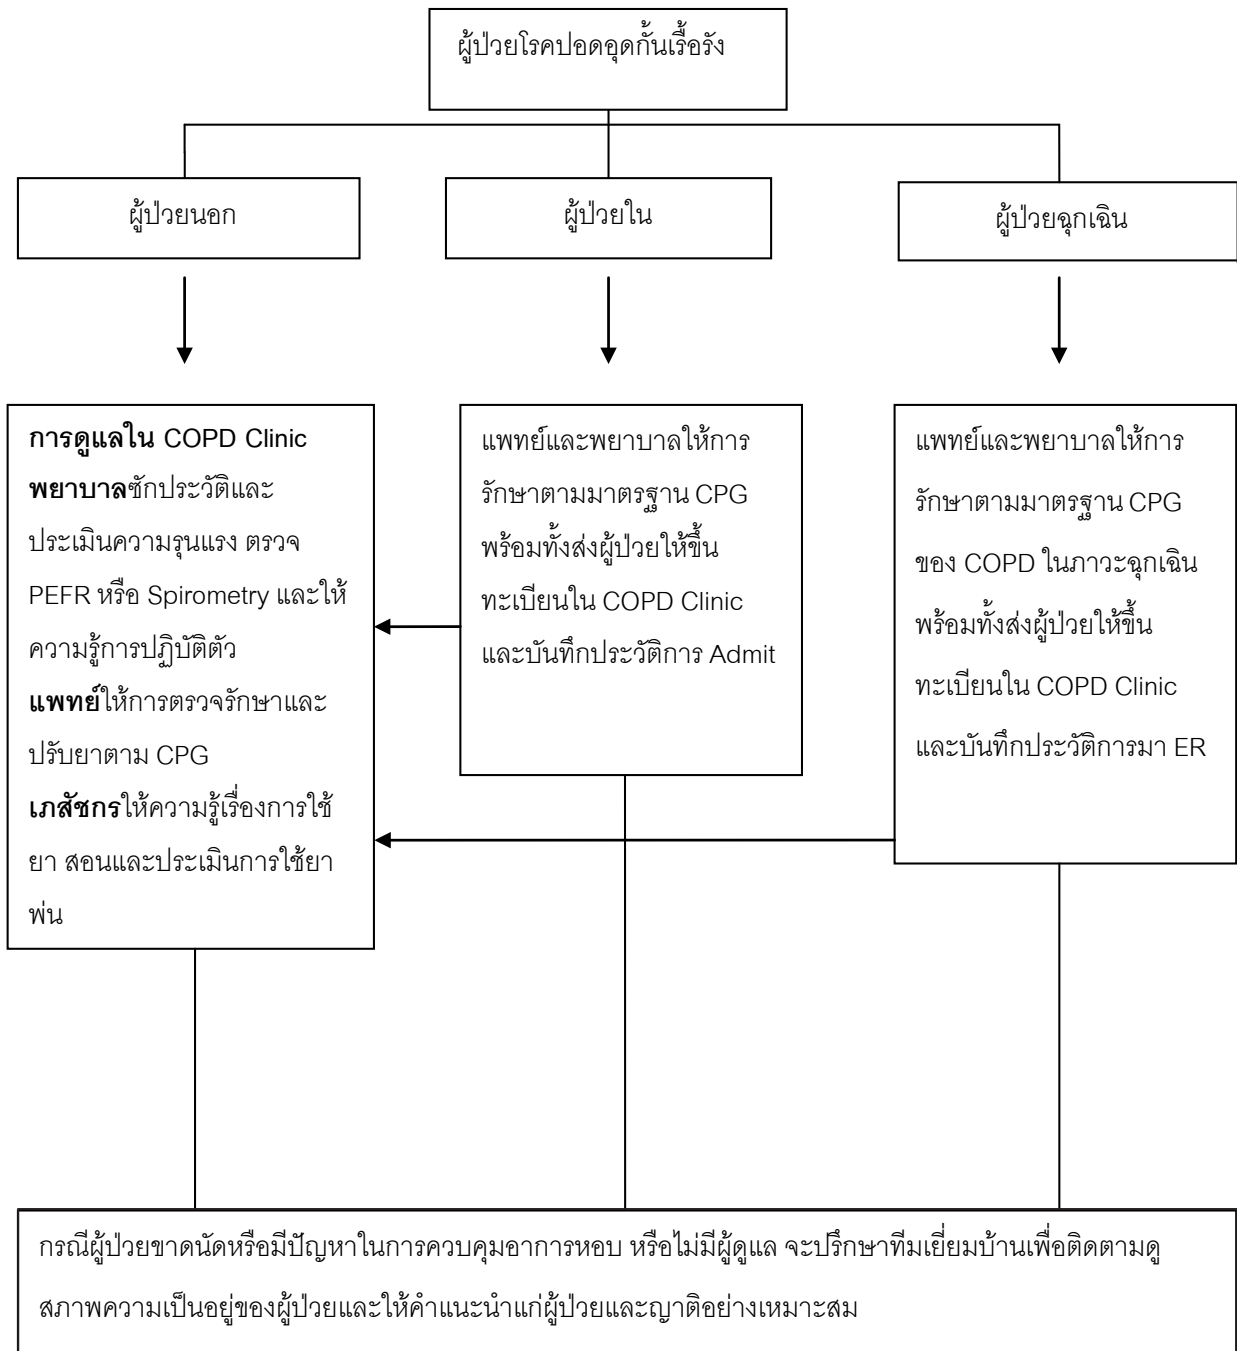 ผู้ป่วยโรคปอดอุดกั้นเรื้อรัง
ผู้ป่วยนอก
ผู้ป่วยใน
ผู้ป่วยฉุกเฉิน
การดูแลใน COPD Clinic
พยาบาลซักประวัติและ
ประเมินความรุนแรง ตรวจ
PEFR หรือ Spirometry และให้
ความรู้การปฏิบัติตัว
แพทย์ให้การตรวจรักษาและ
ปรับยาตาม CPG
เภสัชกรให้ความรู้เรื่องการใช้
ยา สอนและประเมินการใช้ยา
พ่น
แพทย์และพยาบาลให้การ
รักษาตามมาตรฐาน CPG
พร้อมทั้งส่งผู้ป่วยให้ขึ้น
ทะเบียนใน COPD Clinic
และบันทึกประวัติการ Admit
แพทย์และพยาบาลให้การ
รักษาตามมาตรฐาน CPG
ของ COPD ในภาวะฉุกเฉิน
พร้อมทั้งส่งผู้ป่วยให้ขึ้น
ทะเบียนใน COPD Clinic
และบันทึกประวัติการมา ER
กรณีผู้ป่วยขาดนัดหรือมีปัญหาในการควบคุมอาการหอบ หรือไม่มีผู้ดูแล จะปรึกษาทีมเยี่ยมบ้านเพื่อติดตามดู
สภาพความเป็นอยู่ของผู้ป่วยและให้คำแนะนำแก่ผู้ป่วยและญาติอย่างเหมาะสม